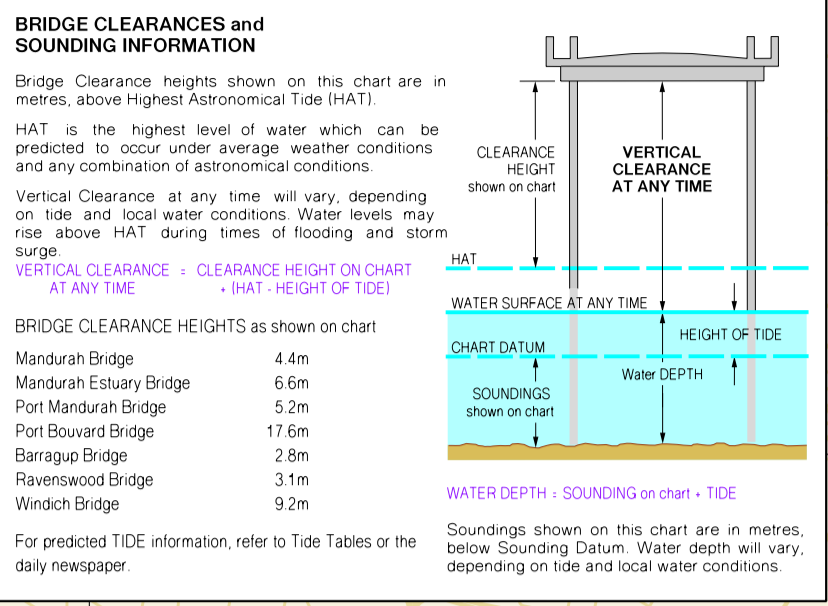 BRIDGE CLEARANCES and
SOUNDING INFORMATION
Bridge Clearance heights shown on this chart are in
metres, above Highest Astronomical Tide (HAT).
HAT is the highest level of water which can be
predicted to occur under average weather conditions
and any combination of astronomical conditions.
Vertical Clearance at any time will vary, depending
on tide and local water conditions. Water levels may
rise above HAT during times of flooding and storm
surge.
VERTICAL CLEARANCE = CLEARANCE HEIGHT ON CHART
AT ANY TIME + (HAT - HEIGHT OF TIDE)
BRIDGE CLEARANCE HEIGHTS as shown on chart
Mandurah Bridge 4.4m
Mandurah Estuary Bridge 6.6m
Port Mandurah Bridge 5.2m
Port Bouvard Bridge 17.6m
Barragup Bridge 2.8m
Ravenswood Bridge 3.1m
Windich Bridge 9.2m
For predicted TIDE information, refer to Tide Tables or the
daily newspaper.
CLEARANCE
HEIGHT
shown on chart
VERTICAL
CLEARANCE
AT ANY TIME
HAT
WATER SURFACE AT ANY TIME
HEIGHT OF TIDE
CHART DATUM
Water DEPTH
SOUNDINGS
shown on chart
WATER DEPTH = SOUNDING on chart + TIDE
Soundings shown on this chart are in metres,
below Sounding Datum. Water depth will vary,
depending on tide and local water conditions.